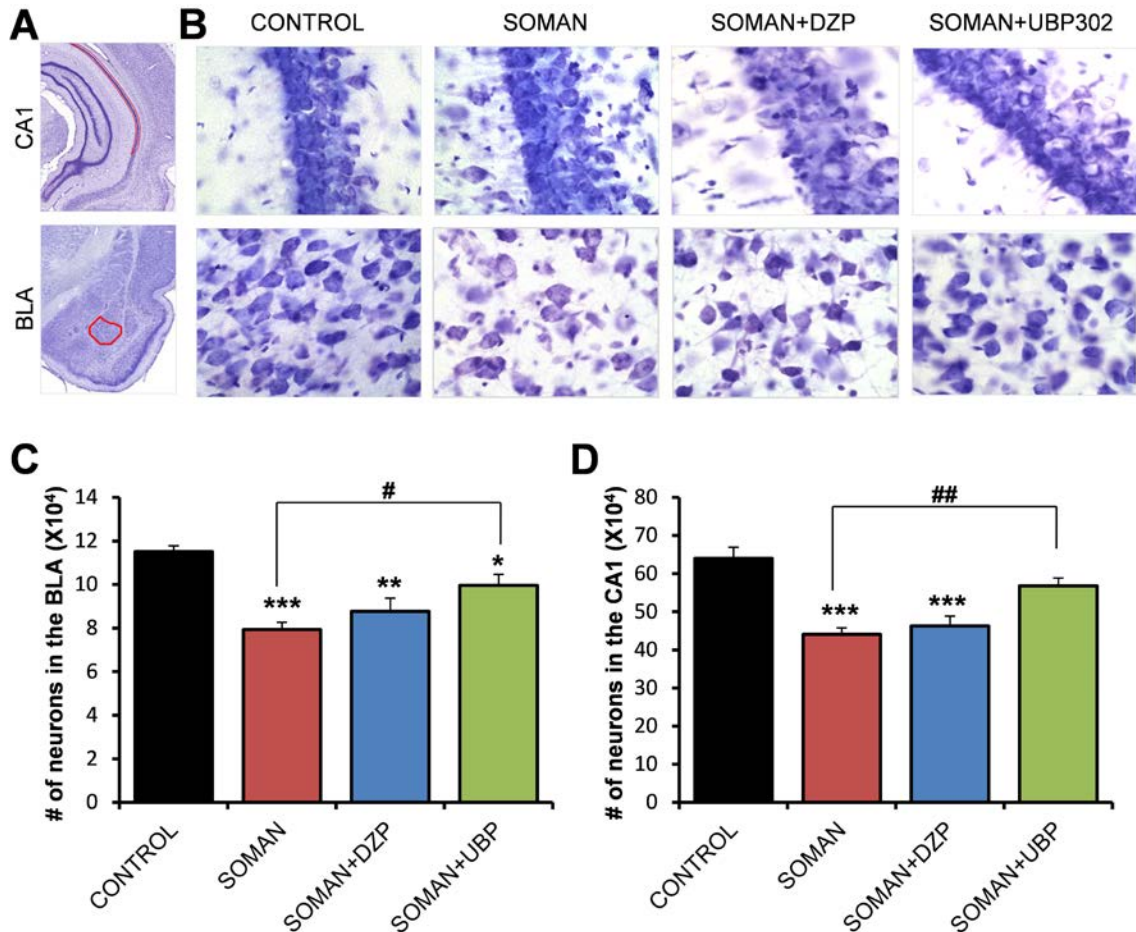 A
B
CONTROL
SOMAN
SOMAN+DZP
SOMAN+UBP302
CA1
BLA
C
# of neurons in the BLA (X10⁴)
14
12
10
8
6
4
2
0
***
**
*
#
CONTROL
SOMAN
SOMAN+DZP
SOMAN+UBP
D
# of neurons in the CA1 (X10⁴)
80
70
60
50
40
30
20
10
0
***
***
##
CONTROL
SOMAN
SOMAN+DZP
SOMAN+UBP